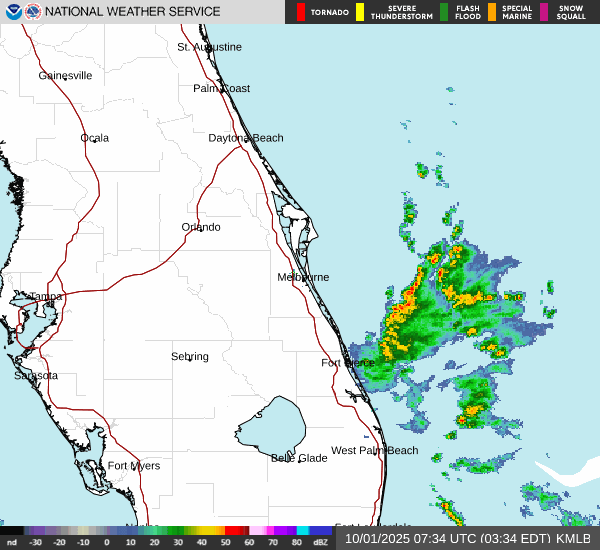 NATIONAL WEATHER SERVICE
TORNADO
SEVERE THUNDERSTORM
FLASH FLOOD
SPECIAL MARINE
SNOW SQUALL
St. Augustine
Gainesville
Palm Coast
Ocala
Daytona Beach
Orlando
Melbourne
Tampa
Sebring
Fort Pierce
Sarasota
West Palm Beach
Belle Glade
Fort Myers
nd -30 -20 -10 0 10 20 30 40 50 60 70 80 dBZ
10/01/2025 07:34 UTC (03:34 EDT) KMLB